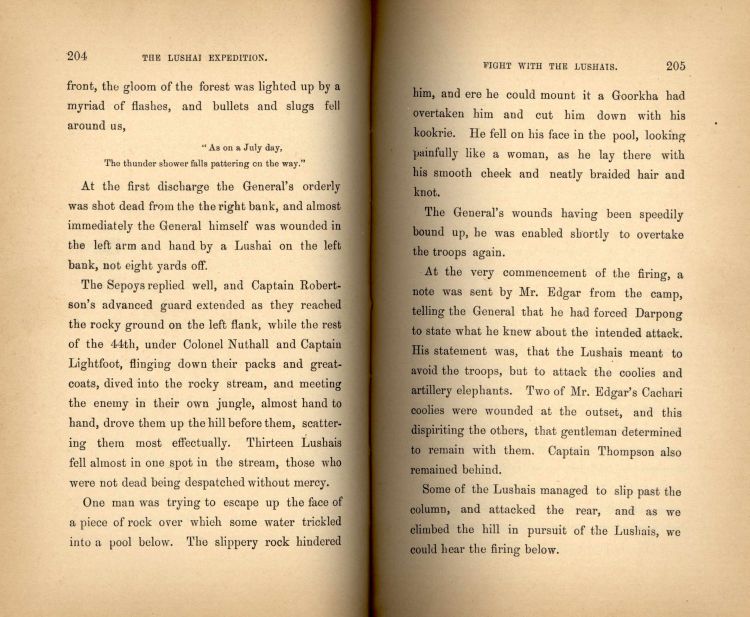 204 THE LUSHAI EXPEDITION.
front, the gloom of the forest was lighted up by a
myriad of flashes, and bullets and slugs fell
around us,
“ As on a July day,
The thunder shower falls pattering on the way.”
At the first discharge the General’s orderly
was shot dead from the the right bank, and almost
immediately the General himself was wounded in
the left arm and hand by a Lushai on the left
bank, not eight yards off.
The Sepoys replied well, and Captain Robert-
son’s advanced guard extended as they reached
the rocky ground on the left flank, while the rest
of the 44th, under Colonel Nuthall and Captain
Lightfoot, flinging down their packs and great-
coats, dived into the rocky stream, and meeting
the enemy in their own jungle, almost hand to
hand, drove them up the hill before them, scatter-
ing them most effectually. Thirteen Lushais
fell almost in one spot in the stream, those who
were not dead being despatched without mercy.
One man was trying to escape up the face of
a piece of rock over which some water trickled
into a pool below. The slippery rock hindered
FIGHT WITH THE LUSHAIS. 205
him, and ere he could mount it a Goorkha had
overtaken him and cut him down with his
kookrie. He fell on his face in the pool, looking
painfully like a woman, as he lay there with
his smooth cheek and neatly braided hair and
knot.
The General’s wounds having been speedily
bound up, he was enabled shortly to overtake
the troops again.
At the very commencement of the firing, a
note was sent by Mr. Edgar from the camp,
telling the General that he had forced Darpong
to state what he knew about the intended attack.
His statement was, that the Lushais meant to
avoid the troops, but to attack the coolies and
artillery elephants. Two of Mr. Edgar’s Cachari
coolies were wounded at the outset, and this
dispiriting the others, that gentleman determined
to remain with them. Captain Thompson also
remained behind.
Some of the Lushais managed to slip past the
column, and attacked the rear, and as we
climbed the hill in pursuit of the Lushais, we
could hear the firing below.